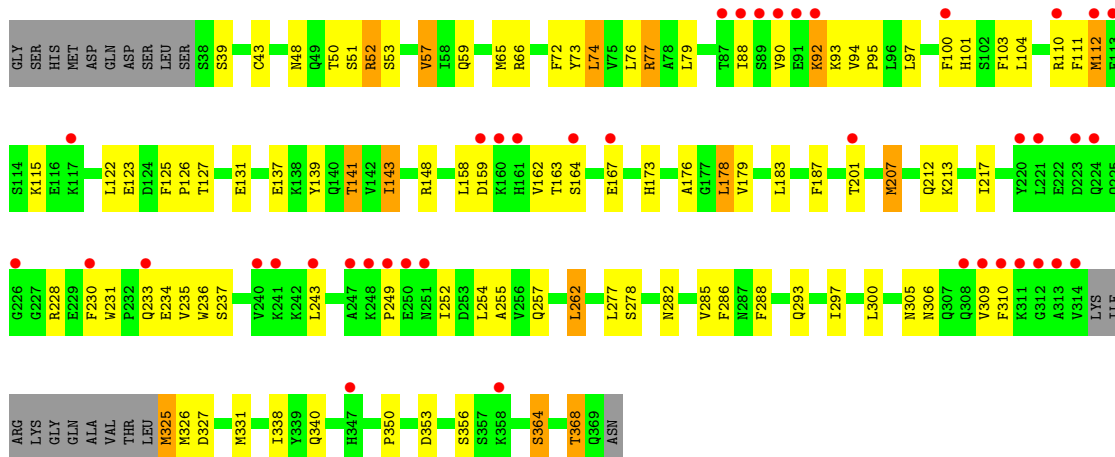 GLY SER HIS MET ASP GLN ASP SER LEU SER S38 S39 C43 N48 Q49 T50 S51 R52 S53 V57 I58 Q59 M65 R66 F72 Y73 L74 V75 L76 R77 A78 L79 T87 I88 S89 V90 E91 K92 K93 V94 P95 L96 L97 F100 H101 S102 F103 L104 R110 F111 M112 E113
S114 K115 E116 K117 L122 E123 D124 F125 P126 T127 E131 E137 K138 Y139 Q140 T141 V142 I143 R148 L158 D159 K160 H161 V162 T163 S164 E167 H173 A176 G177 L178 V179 L183 F187 T201 M207 Q212 K213 I217 Y220 L221 E222 D223 Q224
G226 G227 R228 E229 F230 W231 P232 Q233 E234 V235 W236 S237 V240 K241 K242 L243 A247 K248 P249 E250 N251 I252 D253 L254 A255 V256 Q257 L262 L277 S278 N282 V285 F286 N287 F288 Q293 I297 L300 N305 N306 Q307 Q308 V309 F310 K311 G312 A313 V314 LYS ILE
ARG LYS GLY GLN ALA VAL THR LEU M325 M326 D327 M331 I338 Y339 Q340 H347 P350 D353 S356 S357 K358 S364 T368 Q369 ASN